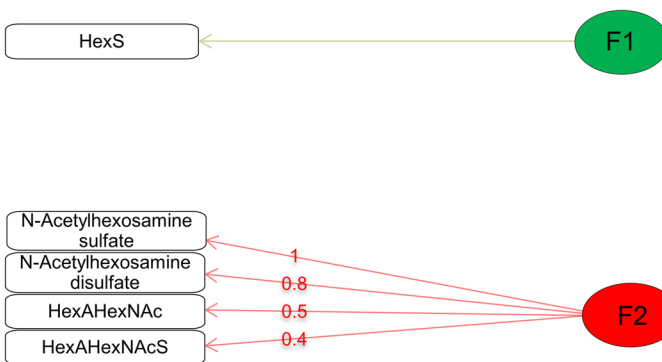 HexS
F1
N-Acetylhexosamine
sulfate
1
N-Acetylhexosamine
disulfate
0.8
HexAHexNAc
0.5
F2
HexAHexNAcS
0.4